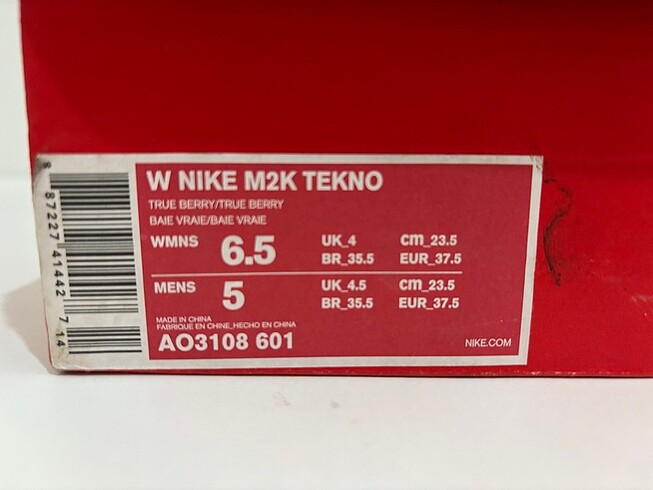 W NIKE M2K TEKNO
TRUE BERRY/TRUE BERRY
BAIE VRAIE/BAIE VRAIE
WMNS 6.5 UK_4 cm_23.5
BR_35.5 EUR_37.5
MENS 5 UK_4.5 cm_23.5
BR_35.5 EUR_37.5
MADE IN CHINA
FABRIQUE EN CHINE_HECHO EN CHINA
AO3108 601
NIKE.COM
8 87227 41442 7 14